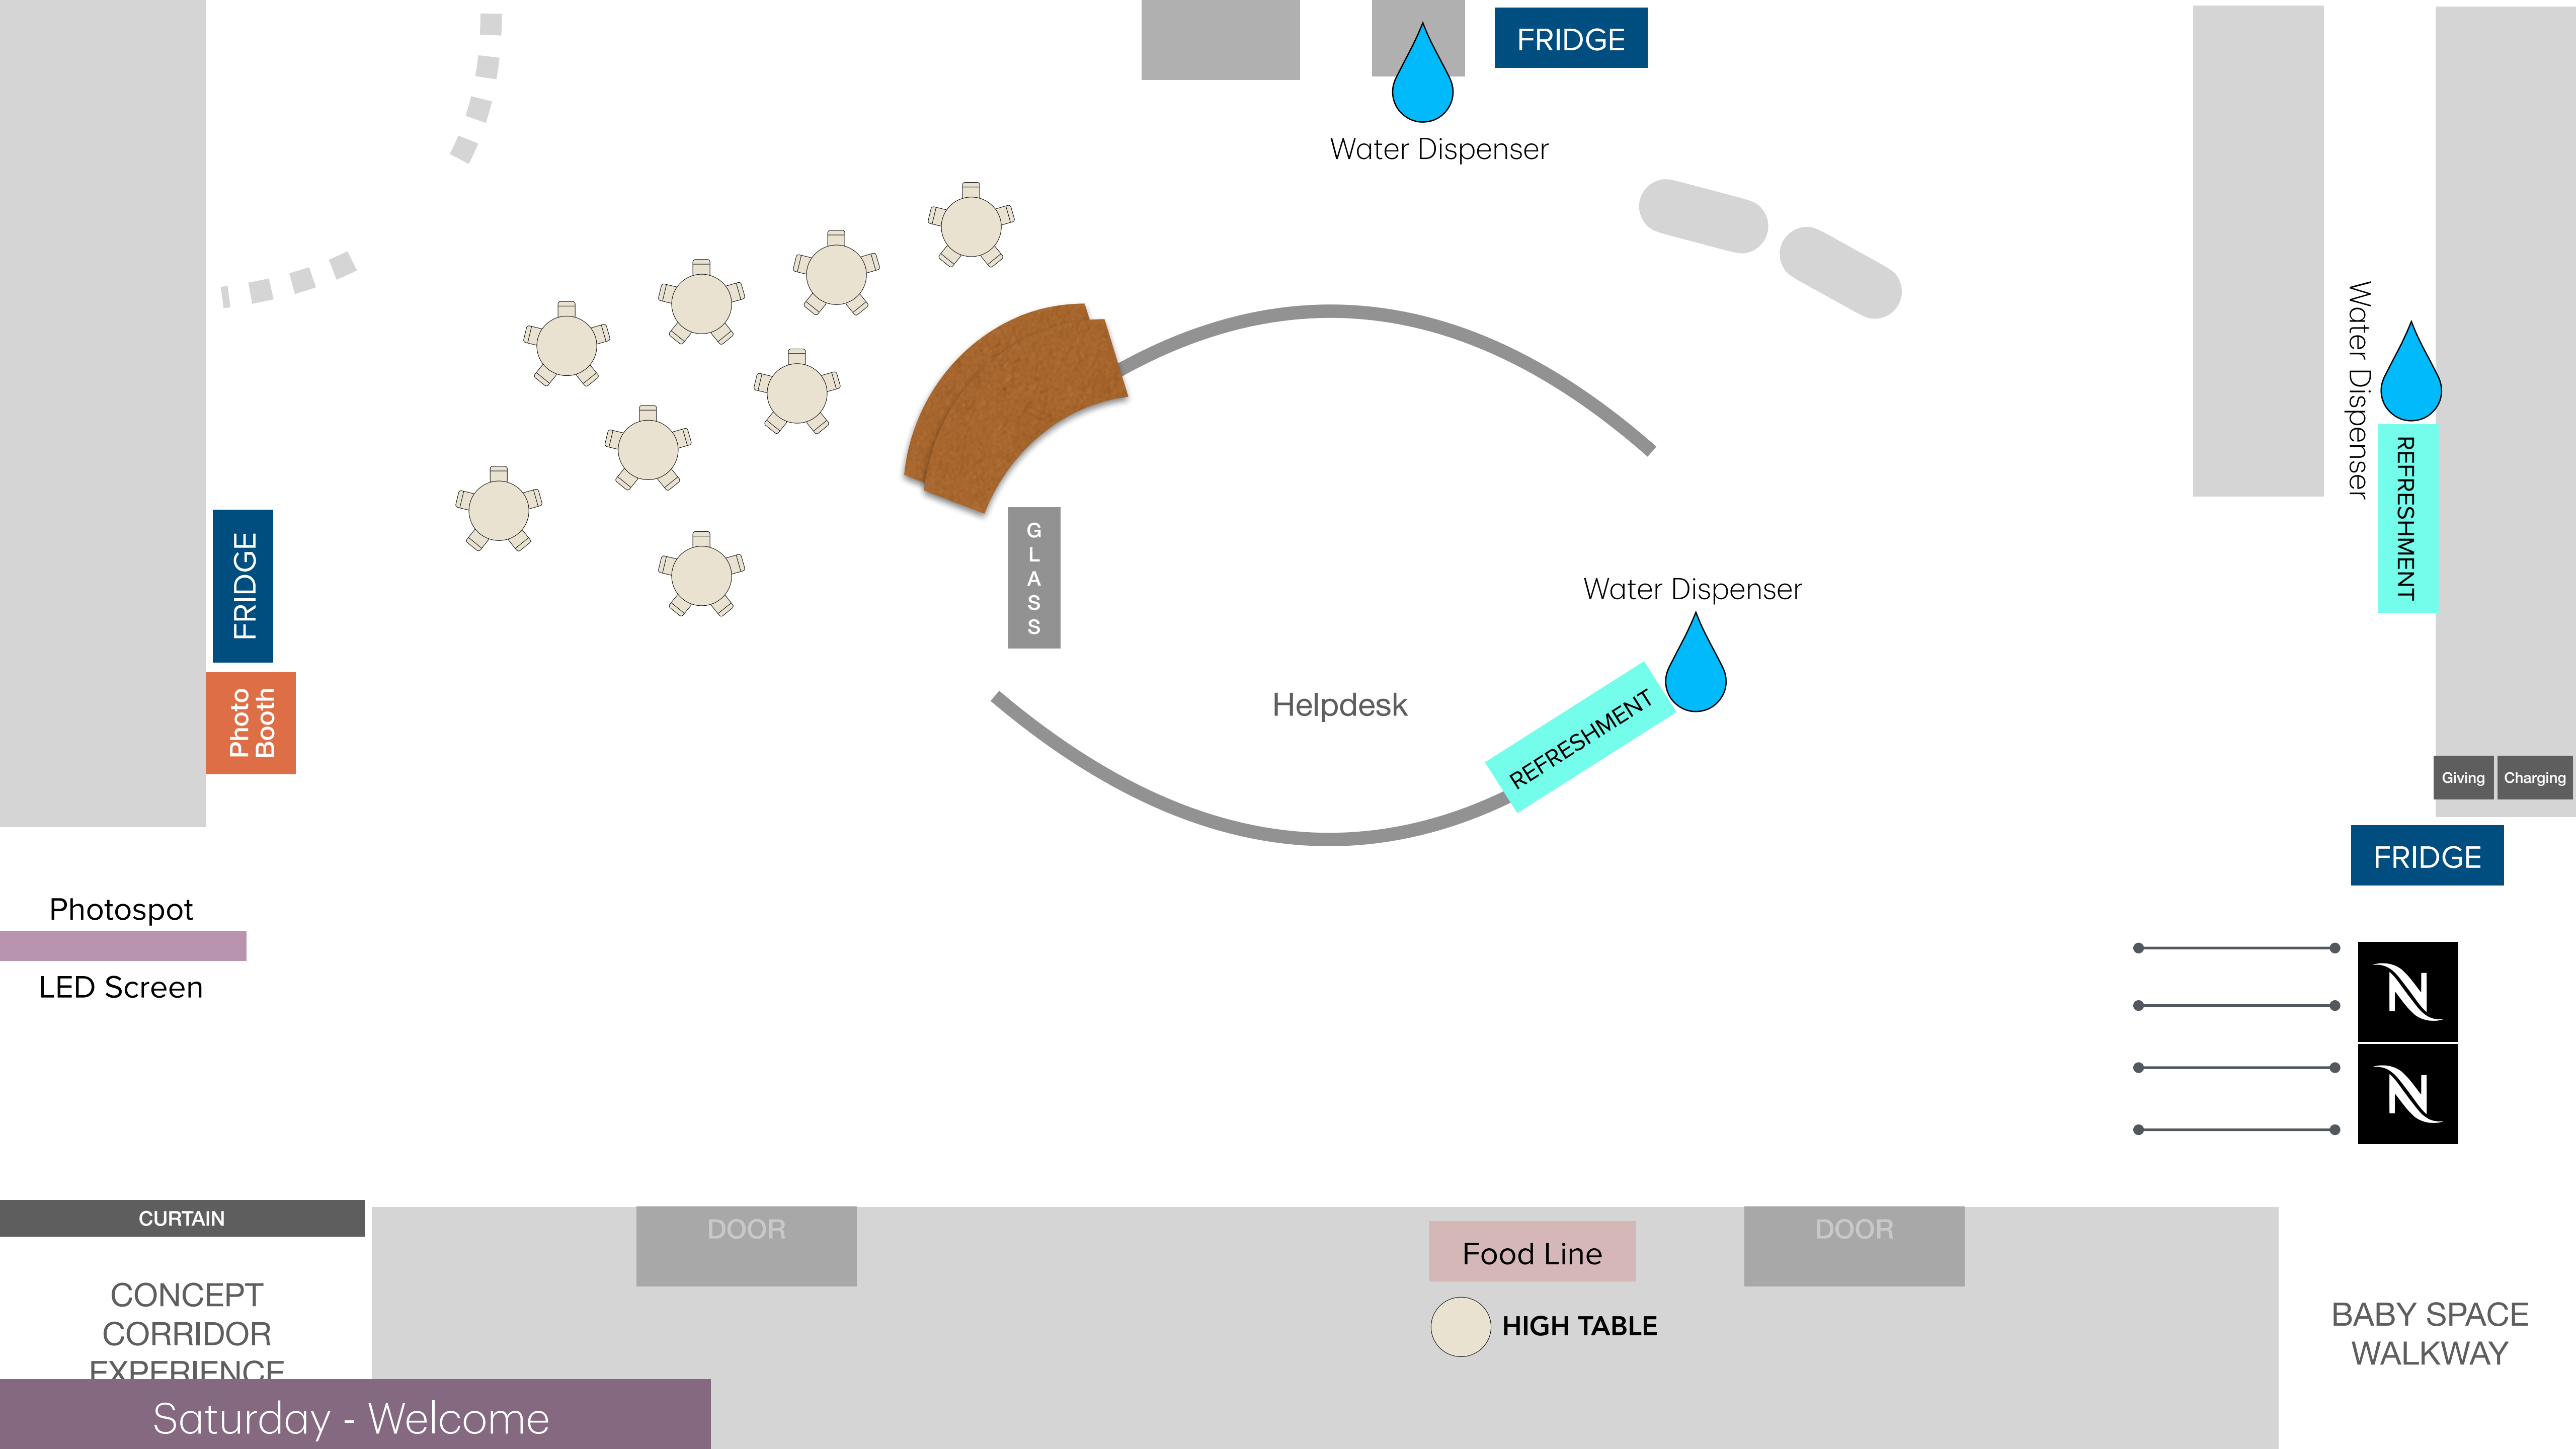 FRIDGE
Water Dispenser
Water Dispenser
REFRESHMENT
G
L
A
S
S
FRIDGE
Water Dispenser
Photo
Booth
Helpdesk
REFRESHMENT
Giving
Charging
FRIDGE
Photospot
LED Screen
N
N
CURTAIN
DOOR
DOOR
Food Line
CONCEPT
CORRIDOR
EXPERIENCE
HIGH TABLE
BABY SPACE
WALKWAY
Saturday - Welcome